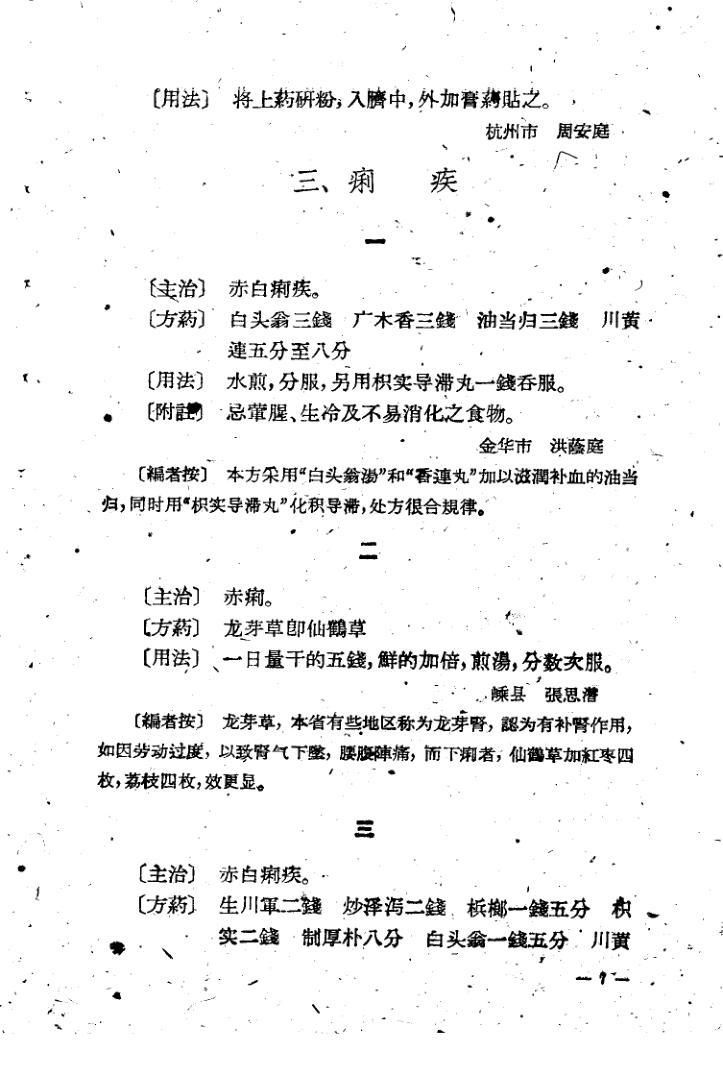 〔用法〕 将上葯研粉，入臍中，外加膏薄貼之。
杭州市 周安庭
三、痢 疾
一
〔主治〕 赤白痢疾。
〔方葯〕 白头翁三錢 广木香三錢 油当归三錢 川黄
連五分至八分
〔用法〕 水煎，分服，另用枳实导滞丸一錢吞服。
〔附註〕 忌葷腥、生冷及不易消化之食物。
金华市 洪蔭庭
〔編者按〕 本方采用“白头翁湯”和“香連丸”加以滋潤补血的油当
归，同时用“枳实导滞丸”化积导滞，处方很合規律。
二
〔主治〕 赤痢。
〔方葯〕 龙芽草卽仙鶴草
〔用法〕 一日量干的五錢，鮮的加倍，煎湯，分数次服。
嵊县 張思潛
〔編者按〕 龙芽草，本省有些地区称为龙芽腎，認为有补腎作用，
如因劳动过度，以致腎气下墜，腰腹陣痛，而下痢者，仙鶴草加紅枣四
枚，荔枝四枚，效更显。
三
〔主治〕 赤白痢疾。
〔方葯〕 生川軍二錢 炒泽泻二錢 梹榔一錢五分 枳
实二錢 制厚朴八分 白头翁一錢五分 川黄